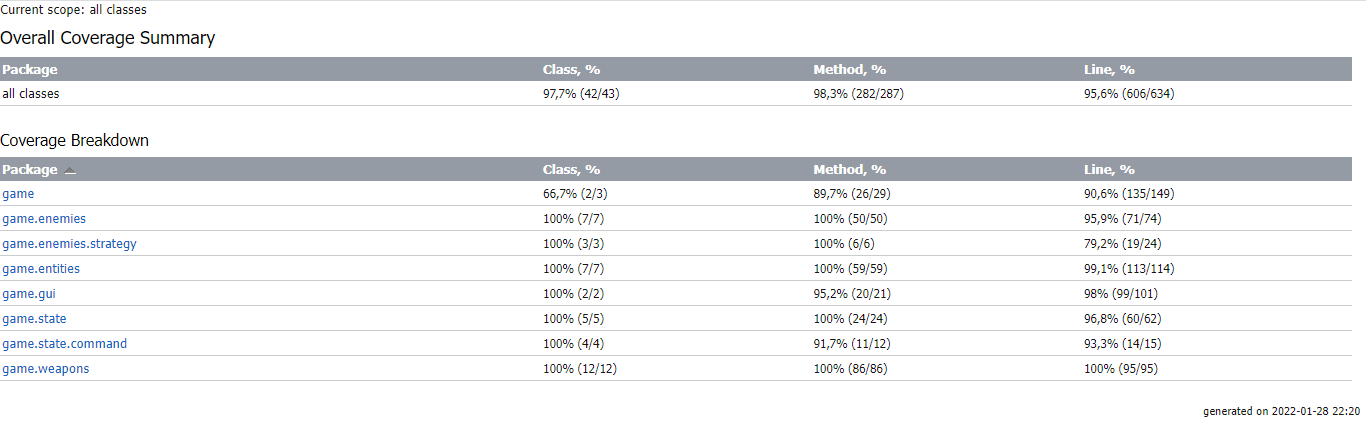 Current scope: all classes
Overall Coverage Summary
Package Class, % Method, % Line, %
all classes 97,7% (42/43) 98,3% (282/287) 95,6% (606/634)
Coverage Breakdown
Package Class, % Method, % Line, %
game 66,7% (2/3) 89,7% (26/29) 90,6% (135/149)
game.enemies 100% (7/7) 100% (50/50) 95,9% (71/74)
game.enemies.strategy 100% (3/3) 100% (6/6) 79,2% (19/24)
game.entities 100% (7/7) 100% (59/59) 99,1% (113/114)
game.gui 100% (2/2) 95,2% (20/21) 98% (99/101)
game.state 100% (5/5) 100% (24/24) 96,8% (60/62)
game.state.command 100% (4/4) 91,7% (11/12) 93,3% (14/15)
game.weapons 100% (12/12) 100% (86/86) 100% (95/95)
generated on 2022-01-28 22:20